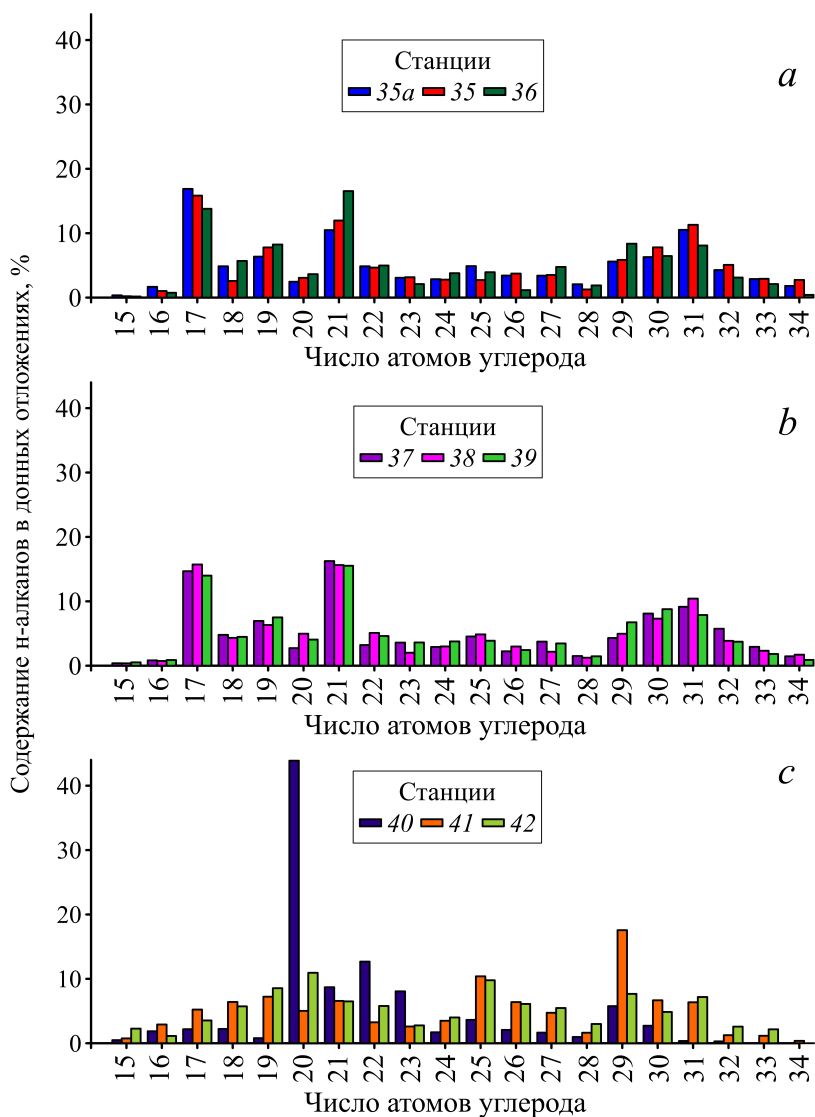 Содержание н-алканов в донных отложениях, %
40
30
20
10
0
Станции
35а 35 36
a
15 16 17 18 19 20 21 22 23 24 25 26 27 28 29 30 31 32 33 34
Число атомов углерода
40
30
20
10
0
Станции
37 38 39
b
15 16 17 18 19 20 21 22 23 24 25 26 27 28 29 30 31 32 33 34
Число атомов углерода
40
30
20
10
0
Станции
40 41 42
c
15 16 17 18 19 20 21 22 23 24 25 26 27 28 29 30 31 32 33 34
Число атомов углерода